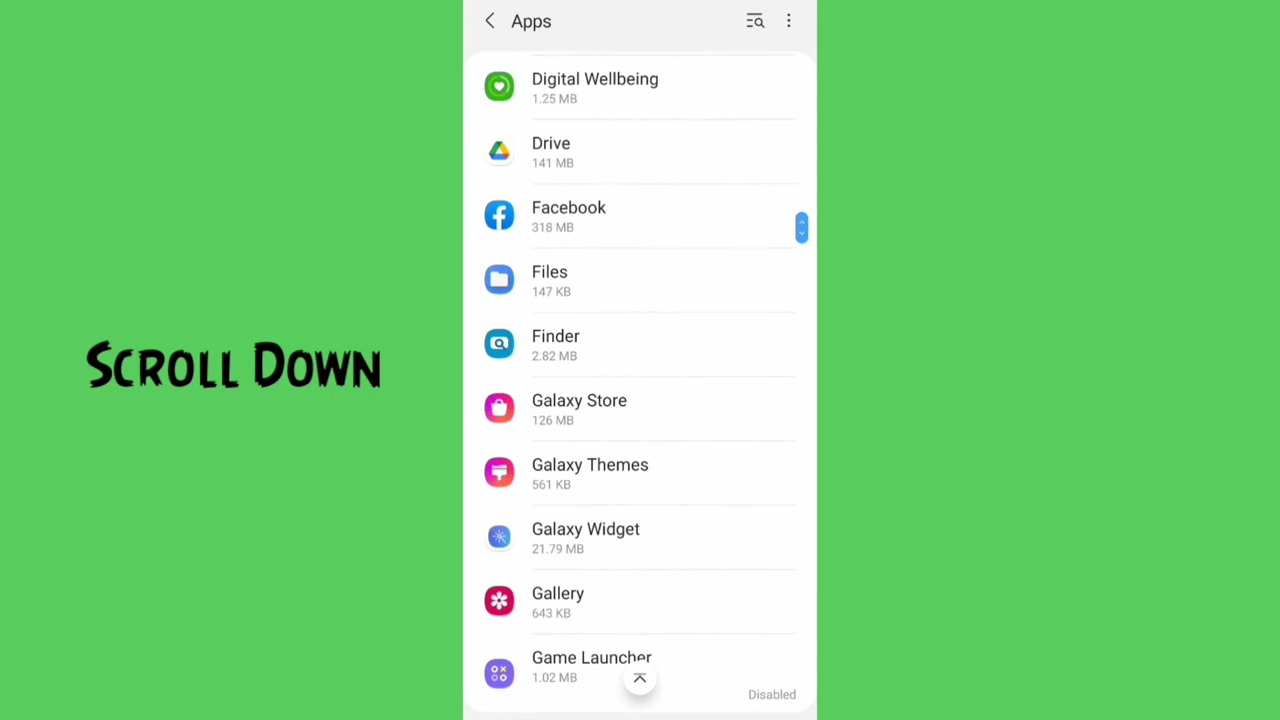 Apps
Digital Wellbeing
1.25 MB
Drive
141 MB
Facebook
318 MB
Files
147 KB
Finder
2.82 MB
Scroll Down
Galaxy Store
126 MB
Galaxy Themes
561 KB
Galaxy Widget
21.79 MB
Gallery
643 KB
Game Launcher
1.02 MB
Disabled